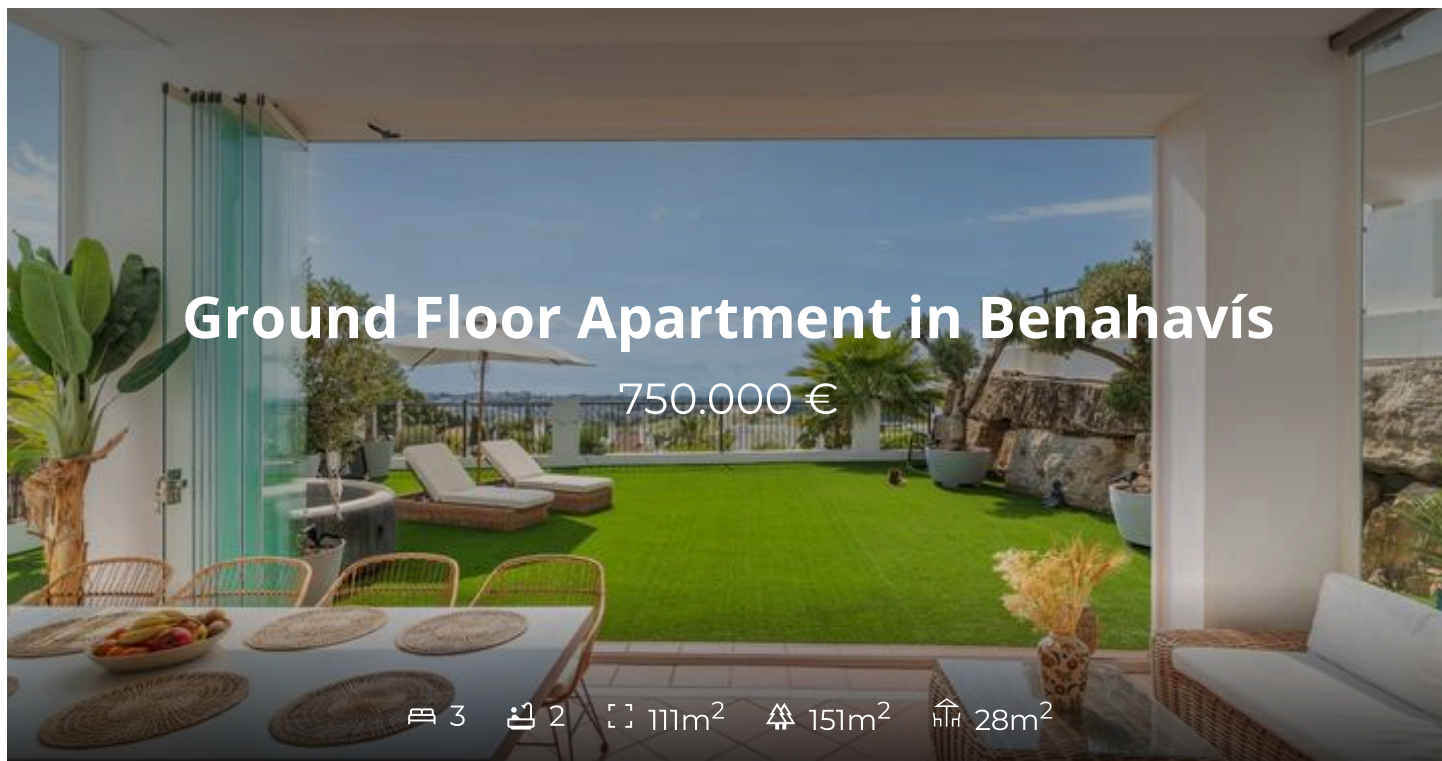 Ground Floor Apartment in Benahavís
750.000 €
3 2 111m² 151m² 28m²